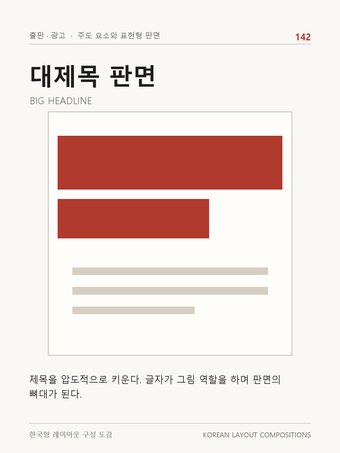 출판·광고 · 주도 요소와 표현형 판면
142
대제목 판면
BIG HEADLINE
제목을 압도적으로 키운다. 글자가 그림 역할을 하며 판면의
뼈대가 된다.
한국형 레이아웃 구성 도감
KOREAN LAYOUT COMPOSITIONS